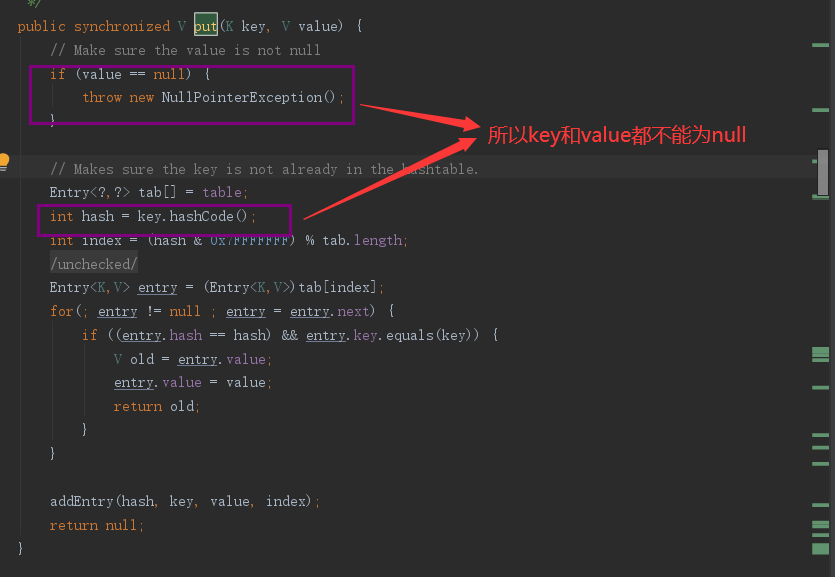 */
public synchronized V put(K key, V value) {
// Make sure the value is not null
if (value == null) {
throw new NullPointerException();
}
所以key和value都不能为null
// Makes sure the key is not already in the hashtable.
Entry<?,?> tab[] = table;
int hash = key.hashCode();
int index = (hash & 0x7FFFFFFF) % tab.length;
/unchecked/
Entry<K,V> entry = (Entry<K,V>)tab[index];
for(; entry != null ; entry = entry.next) {
if ((entry.hash == hash) && entry.key.equals(key)) {
V old = entry.value;
entry.value = value;
return old;
}
}
addEntry(hash, key, value, index);
return null;
}